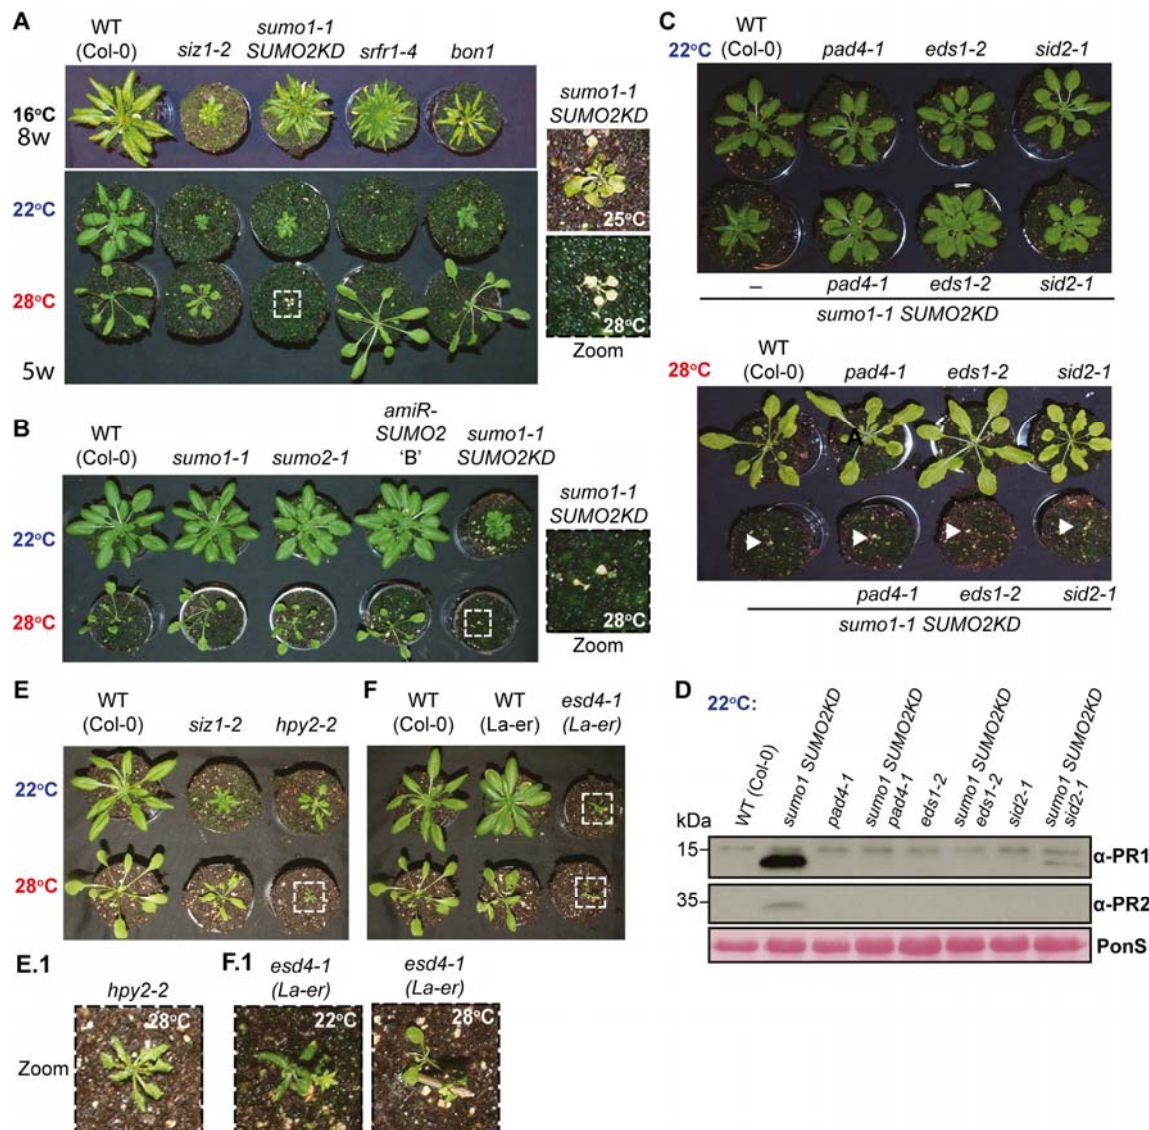 A
WT
(Col-0)
siz1-2
sumo1-1
SUMO2KD
srfr1-4
bon1
16°C
8w
22°C
28°C
5w
sumo1-1
SUMO2KD
25°C
28°C
Zoom
B
WT
(Col-0)
sumo1-1
sumo2-1
amiR-
SUMO2
'B'
sumo1-1
SUMO2KD
22°C
28°C
sumo1-1
SUMO2KD
28°C
Zoom
C
22°C
WT
(Col-0)
pad4-1
eds1-2
sid2-1
– pad4-1 eds1-2 sid2-1
sumo1-1 SUMO2KD
28°C
WT
(Col-0)
pad4-1
eds1-2
sid2-1
A
pad4-1 eds1-2 sid2-1
sumo1-1 SUMO2KD
D
22°C:
WT (Col-0)
sumo1 SUMO2KD
pad4-1
sumo1 SUMO2KD
pad4-1
eds1-2
sumo1 SUMO2KD
eds1-2
sid2-1
sumo1 SUMO2KD
sid2-1
kDa
15
α-PR1
35
α-PR2
PonS
E
WT
(Col-0)
siz1-2
hpy2-2
22°C
28°C
F
WT
(Col-0)
WT
(La-er)
esd4-1
(La-er)
E.1
hpy2-2
28°C
Zoom
F.1
esd4-1
(La-er)
22°C
esd4-1
(La-er)
28°C